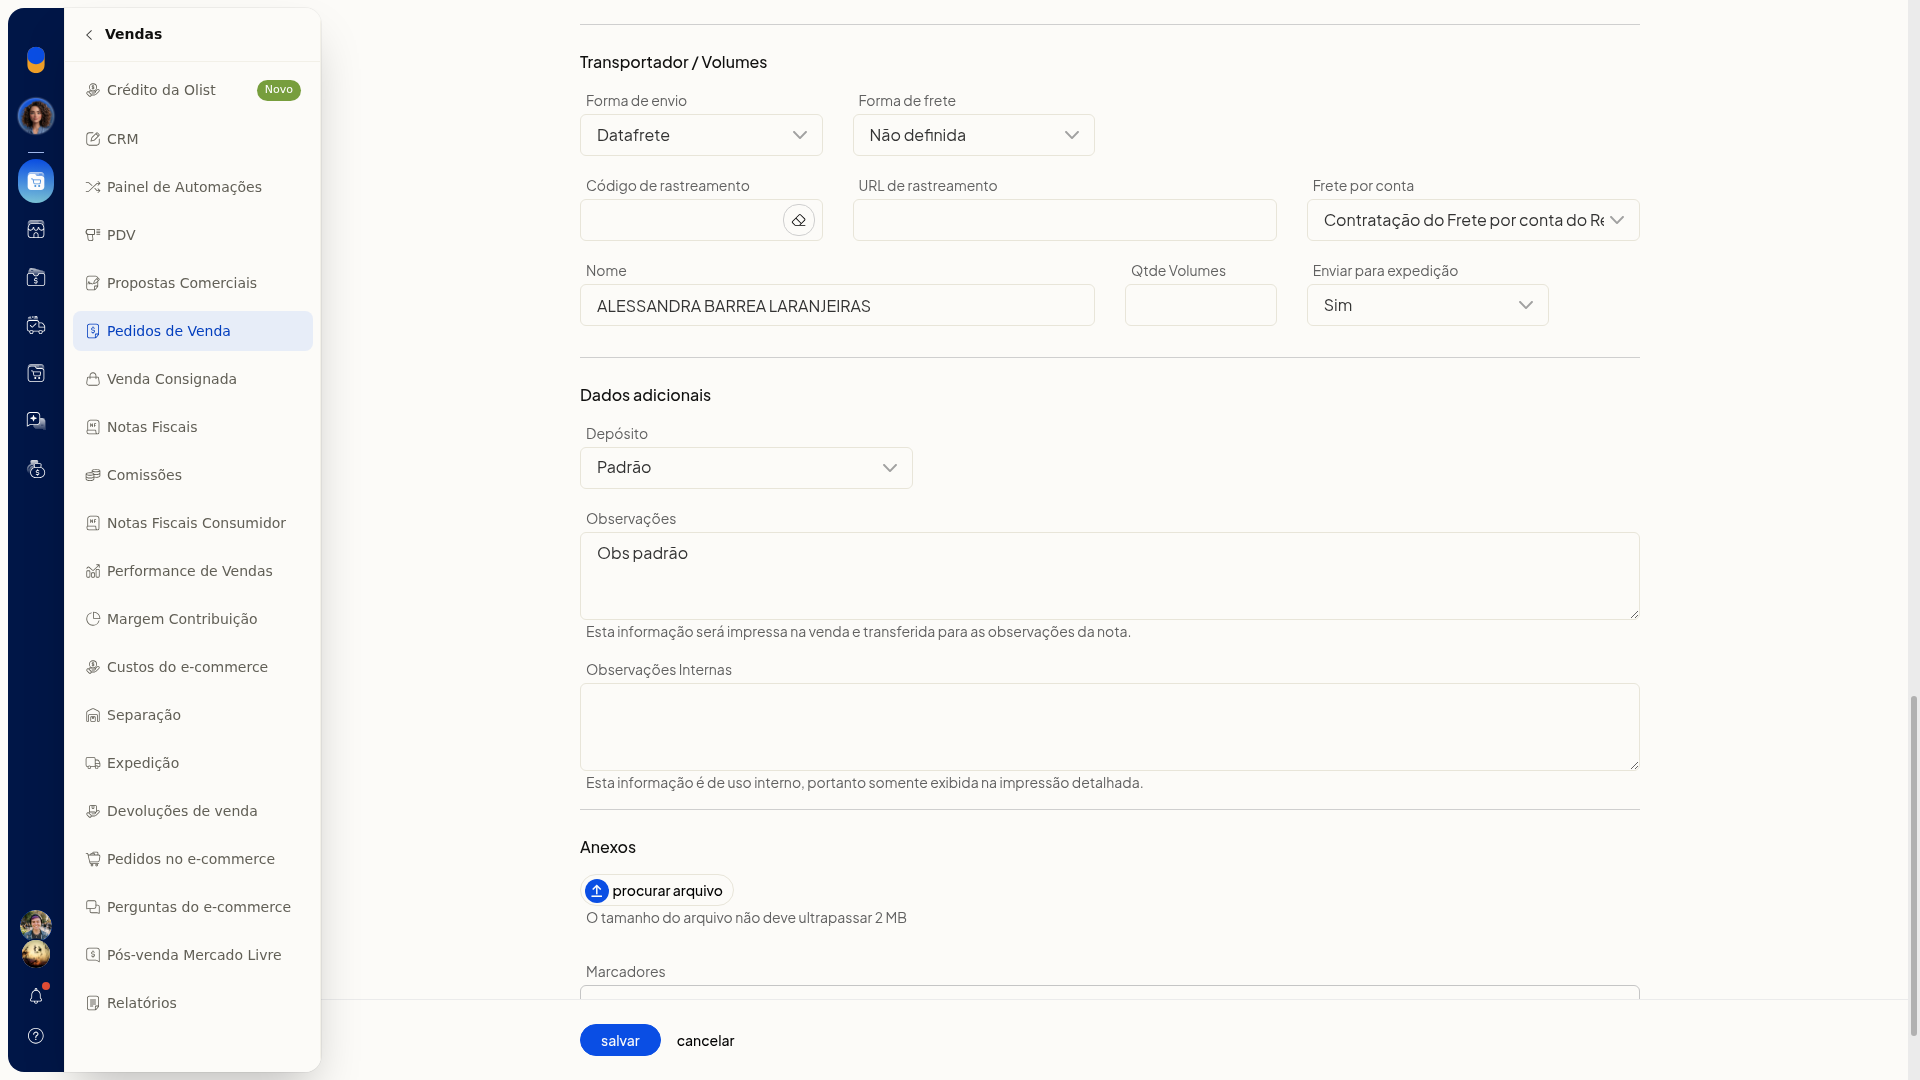 Vendas
Crédito da Olist
Novo
CRM
Painel de Automações
PDV
Propostas Comerciais
Pedidos de Venda
Venda Consignada
Notas Fiscais
Comissões
Notas Fiscais Consumidor
Performance de Vendas
Margem Contribuição
Custos do e-commerce
Separação
Expedição
Devoluções de venda
Pedidos no e-commerce
Perguntas do e-commerce
Pós-venda Mercado Livre
Relatórios
Transportador / Volumes
Forma de envio
Forma de frete
Datafrete
Não definida
Código de rastreamento
URL de rastreamento
Frete por conta
Contratação do Frete por conta do Re
Nome
Qtde Volumes
Enviar para expedição
ALESSANDRA BARREA LARANJEIRAS
Sim
Dados adicionais
Depósito
Padrão
Observações
Obs padrão
Esta informação será impressa na venda e transferida para as observações da nota.
Observações Internas
Esta informação é de uso interno, portanto somente exibida na impressão detalhada.
Anexos
procurar arquivo
O tamanho do arquivo não deve ultrapassar 2 MB
Marcadores
salvar
cancelar